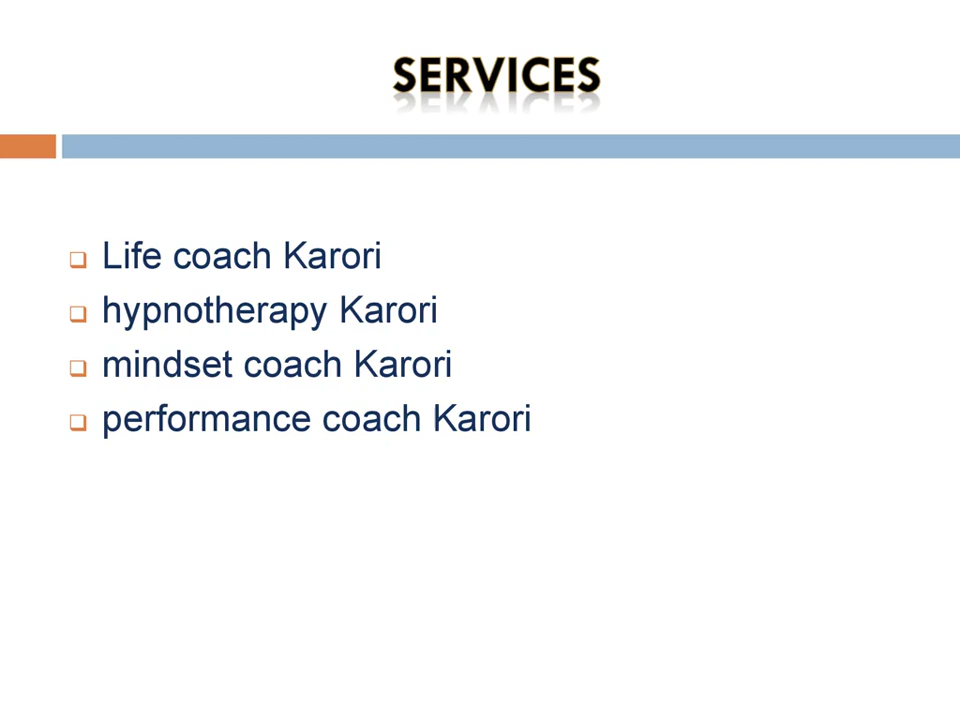 SERVICES
Life coach Karori
hypnotherapy Karori
mindset coach Karori
performance coach Karori